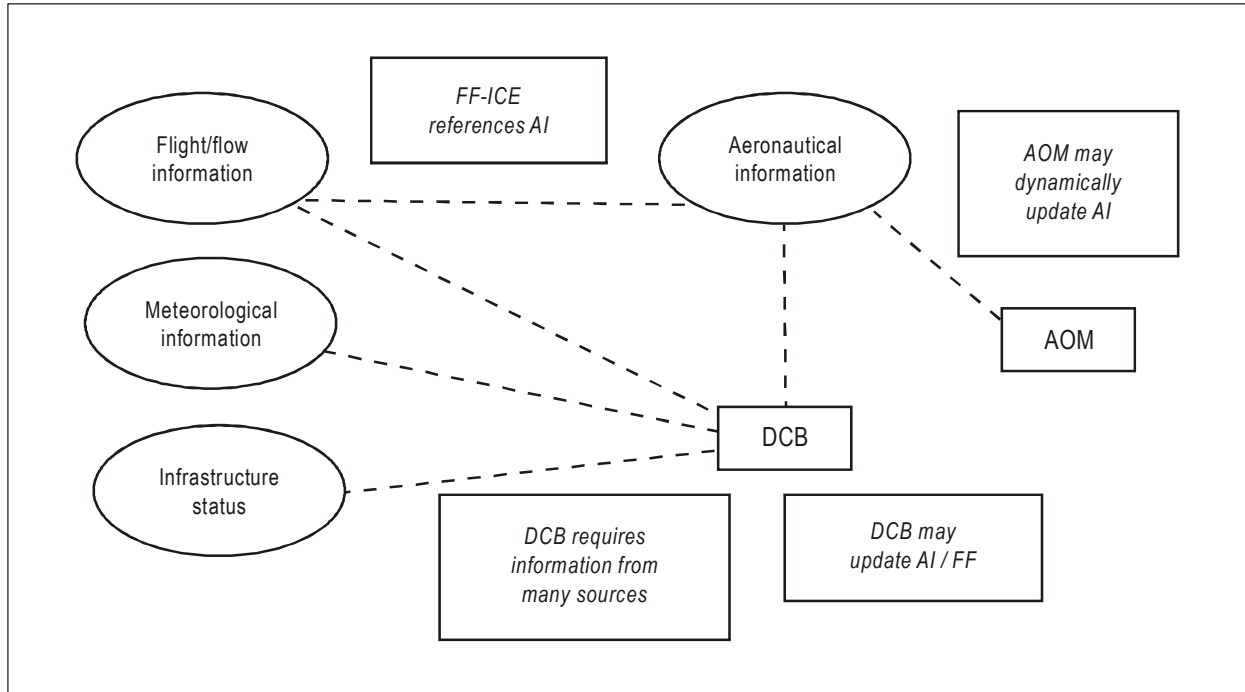 FF-ICE
references AI
Flight/flow
information
Aeronautical
information
AOM may
dynamically
update AI
Meteorological
information
AOM
DCB
Infrastructure
status
DCB requires
information from
many sources
DCB may
update AI / FF